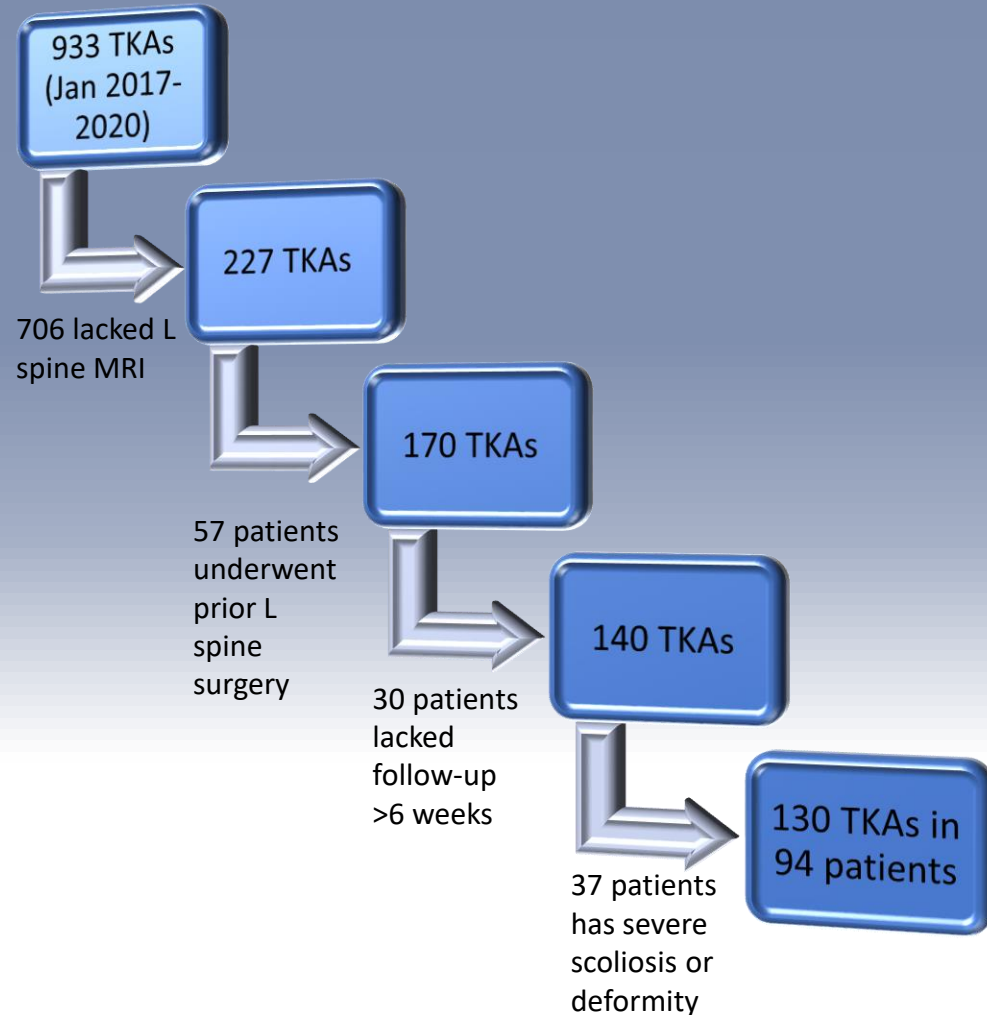 933 TKAs
(Jan 2017-
2020)
706 lacked L
spine MRI
227 TKAs
57 patients
underwent
prior L
spine
surgery
170 TKAs
30 patients
lacked
follow-up
>6 weeks
140 TKAs
37 patients
has severe
scoliosis or
deformity
130 TKAs in
94 patients